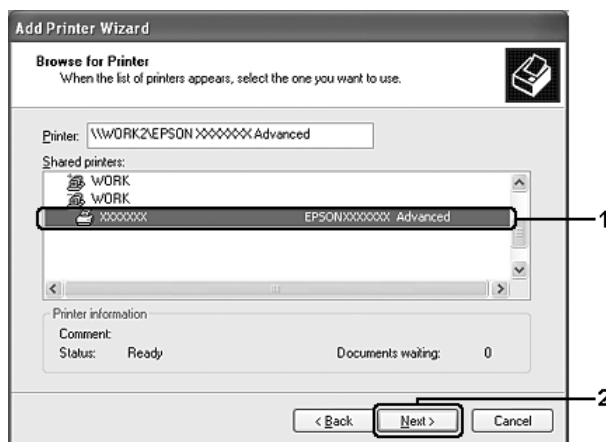 Add Printer Wizard
Browse for Printer
When the list of printers appears, select the one you want to use.
Printer: \\WORK2\EPSON XXXXXXX Advanced
Shared printers:
WORK
WORK
XXXXXXX EPSONXXXXXXX Advanced
1
Printer information
Comment:
Status: Ready Documents waiting: 0
2
< Back Next > Cancel